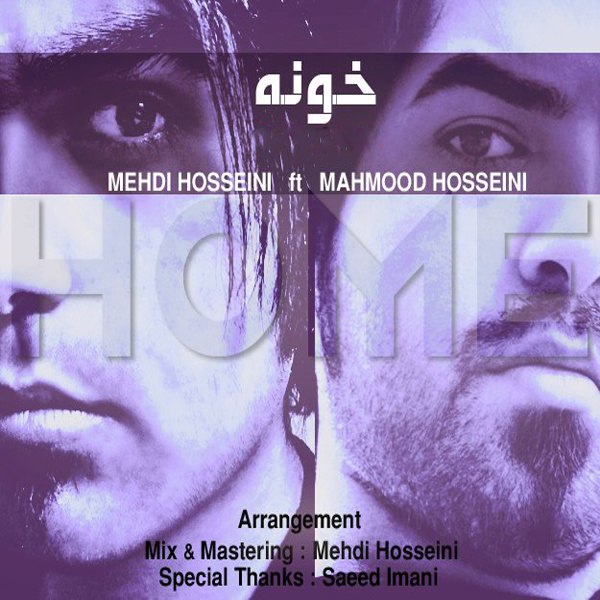 خونه
MEHDI HOSSEINI ft MAHMOOD HOSSEINI
HOME
Arrangement
Mix & Mastering : Mehdi Hosseini
Special Thanks : Saeed Imani